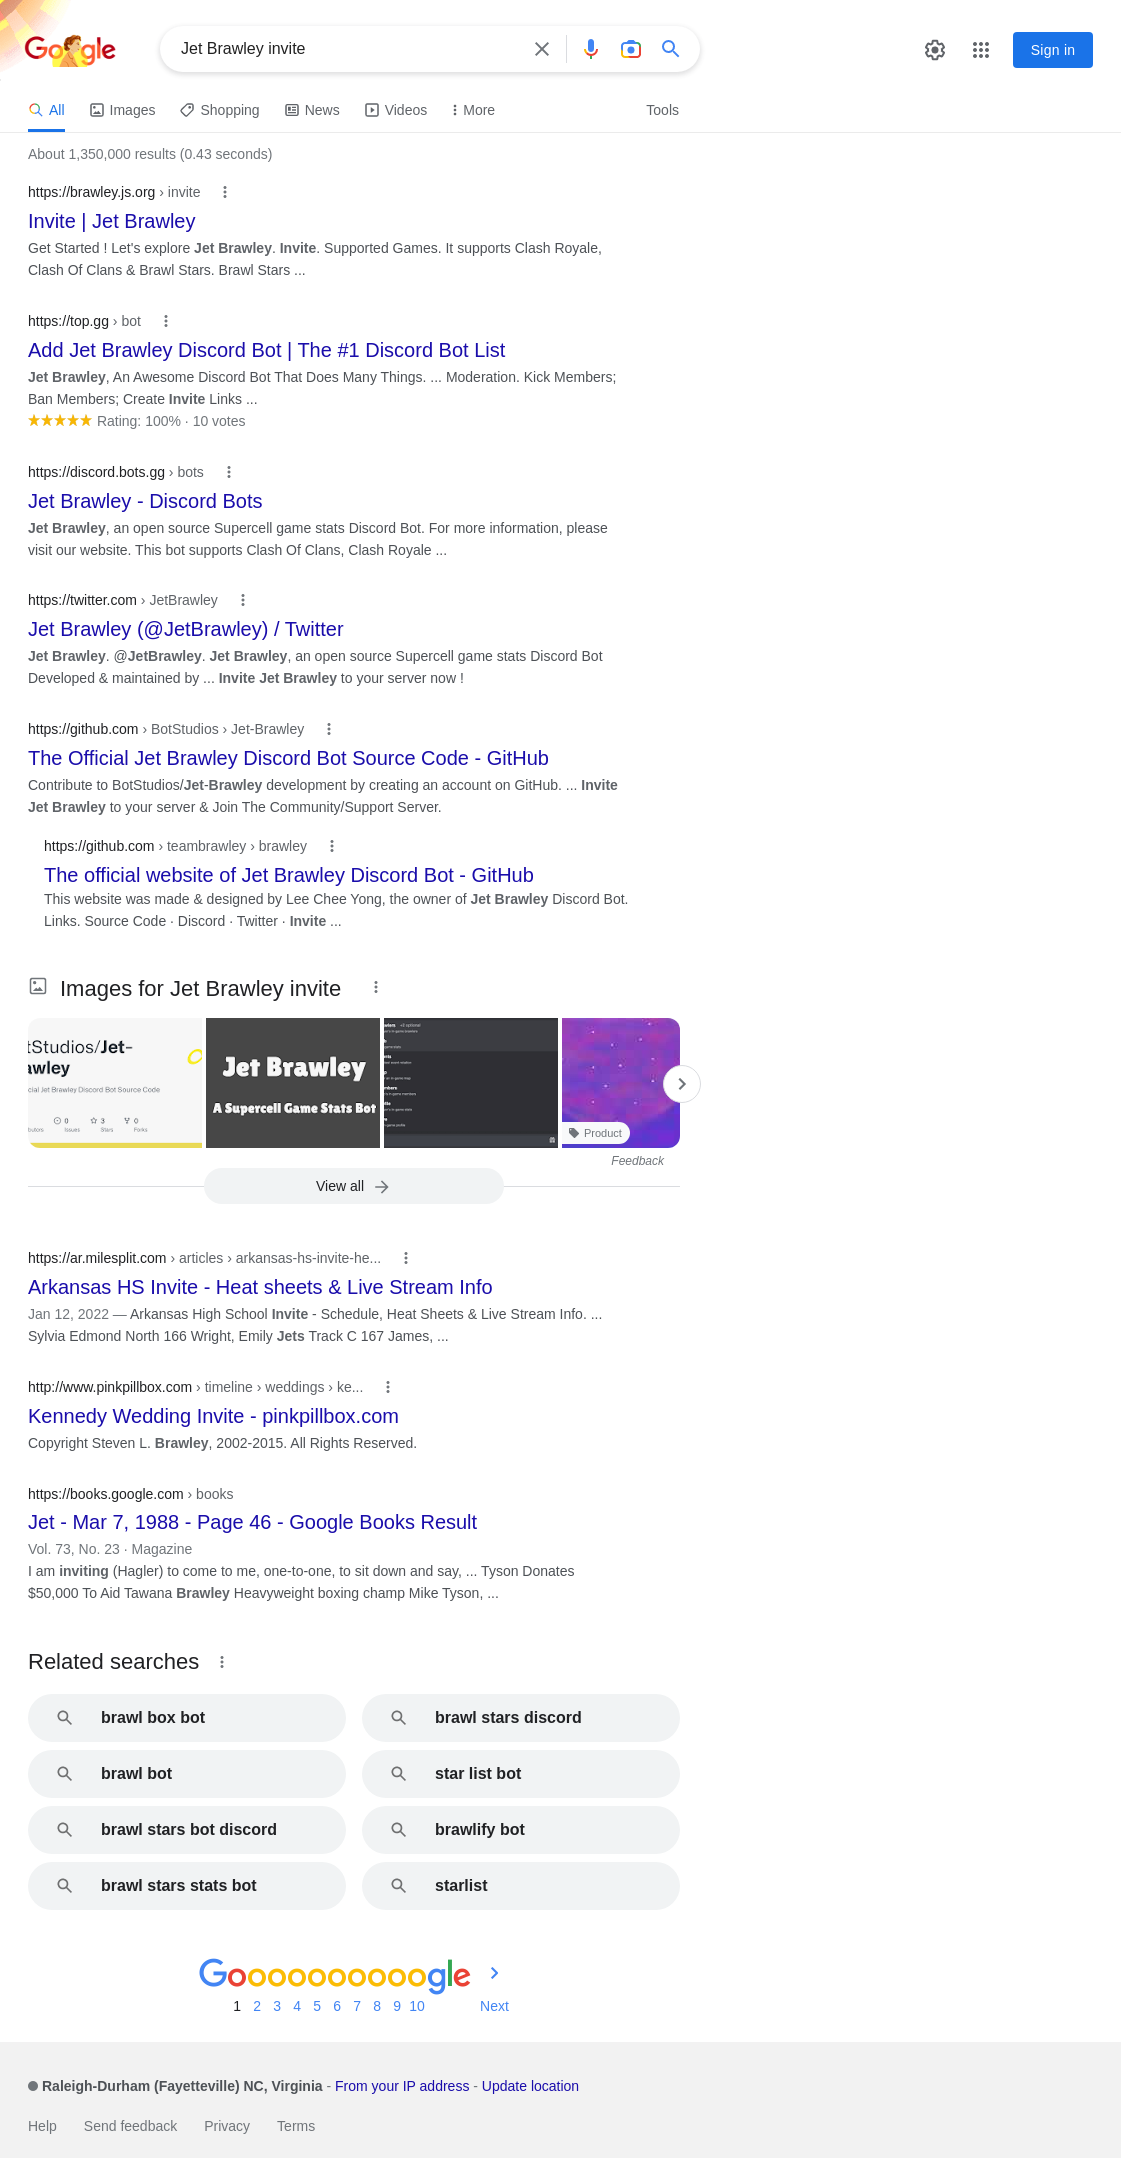 Google
Jet Brawley invite
Sign in
All
Images
Shopping
News
Videos
More
Tools
About 1,350,000 results (0.43 seconds)
https://brawley.js.org › invite
Invite | Jet Brawley
Get Started ! Let's explore Jet Brawley. Invite. Supported Games. It supports Clash Royale,
Clash Of Clans & Brawl Stars. Brawl Stars ...
https://top.gg › bot
Add Jet Brawley Discord Bot | The #1 Discord Bot List
Jet Brawley, An Awesome Discord Bot That Does Many Things. ... Moderation. Kick Members;
Ban Members; Create Invite Links ...
Rating: 100% · 10 votes
https://discord.bots.gg › bots
Jet Brawley - Discord Bots
Jet Brawley, an open source Supercell game stats Discord Bot. For more information, please
visit our website. This bot supports Clash Of Clans, Clash Royale ...
https://twitter.com › JetBrawley
Jet Brawley (@JetBrawley) / Twitter
Jet Brawley. @JetBrawley. Jet Brawley, an open source Supercell game stats Discord Bot
Developed & maintained by ... Invite Jet Brawley to your server now !
https://github.com › BotStudios › Jet-Brawley
The Official Jet Brawley Discord Bot Source Code - GitHub
Contribute to BotStudios/Jet-Brawley development by creating an account on GitHub. ... Invite
Jet Brawley to your server & Join The Community/Support Server.
https://github.com › teambrawley › brawley
The official website of Jet Brawley Discord Bot - GitHub
This website was made & designed by Lee Chee Yong, the owner of Jet Brawley Discord Bot.
Links. Source Code · Discord · Twitter · Invite ...
Images for Jet Brawley invite
tStudios/Jet-
awley
cial Jet Brawley Discord Bot Source Code
0
3
0
Issues
Stars
Forks
Jet Brawley
A Supercell Game Stats Bot
Product
Feedback
View all
https://ar.milesplit.com › articles › arkansas-hs-invite-he...
Arkansas HS Invite - Heat sheets & Live Stream Info
Jan 12, 2022 — Arkansas High School Invite - Schedule, Heat Sheets & Live Stream Info. ...
Sylvia Edmond North 166 Wright, Emily Jets Track C 167 James, ...
http://www.pinkpillbox.com › timeline › weddings › ke...
Kennedy Wedding Invite - pinkpillbox.com
Copyright Steven L. Brawley, 2002-2015. All Rights Reserved.
https://books.google.com › books
Jet - Mar 7, 1988 - Page 46 - Google Books Result
Vol. 73, No. 23 · Magazine
I am inviting (Hagler) to come to me, one-to-one, to sit down and say, ... Tyson Donates
$50,000 To Aid Tawana Brawley Heavyweight boxing champ Mike Tyson, ...
Related searches
brawl box bot
brawl stars discord
brawl bot
star list bot
brawl stars bot discord
brawlify bot
brawl stars stats bot
starlist
Goooooooooogle
1 2 3 4 5 6 7 8 9 10 Next
Raleigh-Durham (Fayetteville) NC, Virginia - From your IP address - Update location
Help
Send feedback
Privacy
Terms